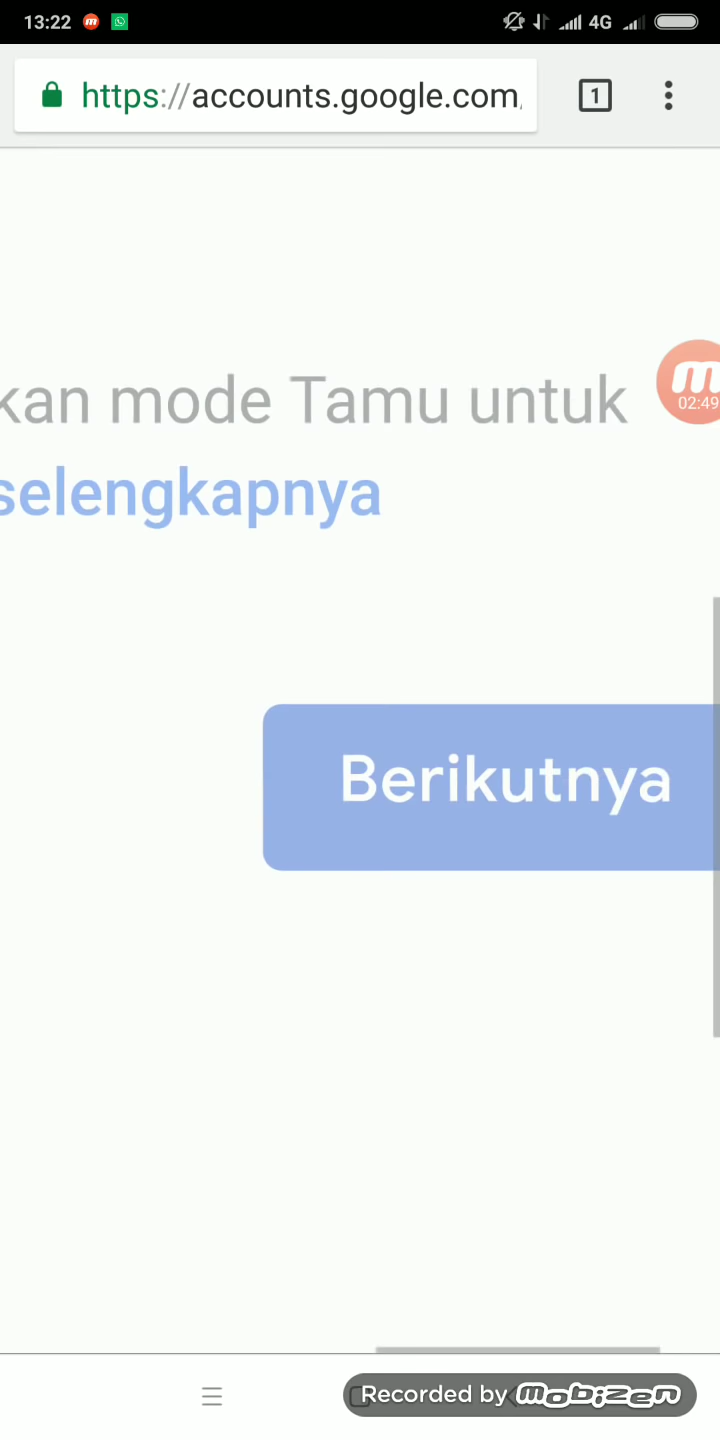 13:22
4G
https://accounts.google.com
1
kan mode Tamu untuk
02:49
selengkapnya
Berikutnya
Recorded by mobizen